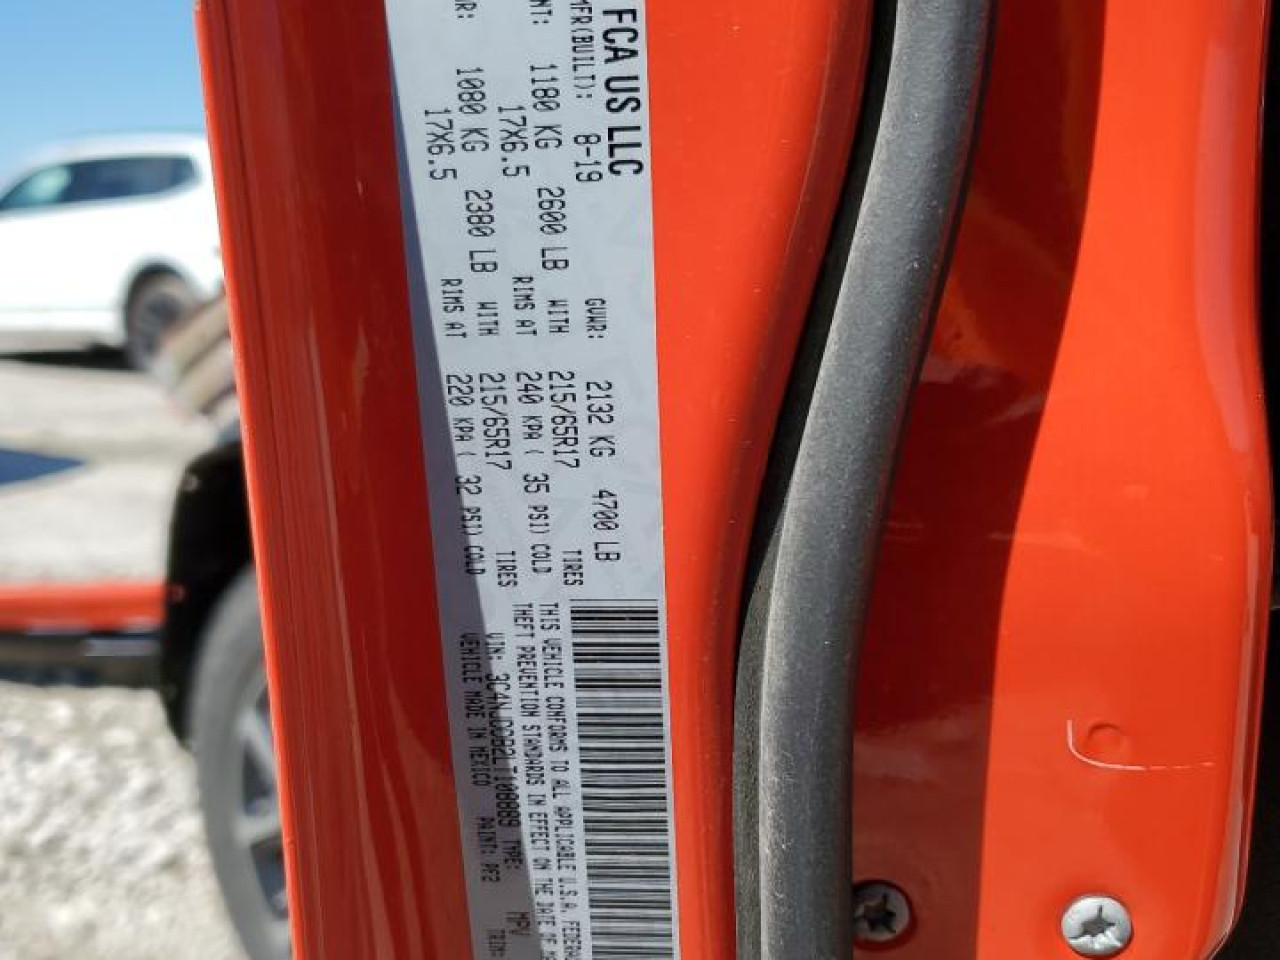 FCA US LLC
MFR(BUILT): 8-19 GVWR: 2132 KG 4700 LB
1180 KG 2600 LB WITH 215/65R17 TIRES
17X6.5 RIMS AT 240 KPA ( 35 PSI) COLD
1080 KG 2380 LB WITH 215/65R17 TIRES
17X6.5 RIMS AT 220 KPA ( 32 PSI) COLD
THIS VEHICLE CONFORMS TO ALL APPLICABLE U.S.A.
THEFT PREVENTION STANDARDS IN EFFECT ON THE DATE OF
VIN: TYPE: MPV
VEHICLE MADE IN MEXICO PAINT: TRIM: